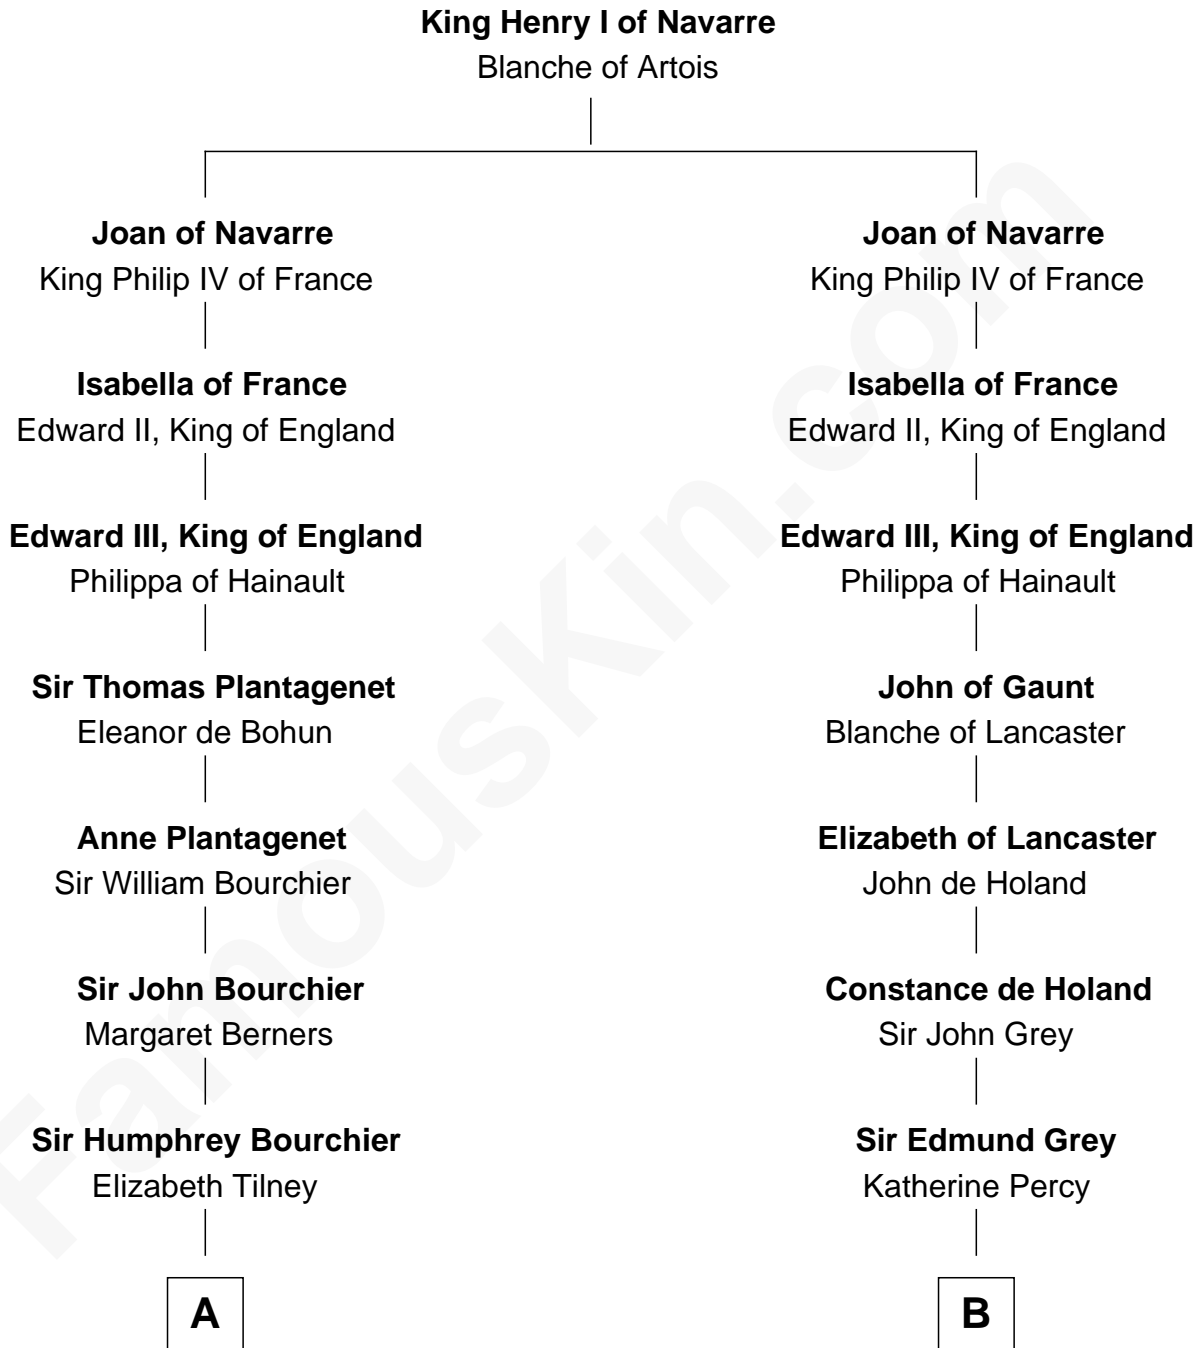 King Henry I of Navarre
Blanche of Artois
Joan of Navarre
King Philip IV of France
Joan of Navarre
King Philip IV of France
Isabella of France
Edward II, King of England
Isabella of France
Edward II, King of England
Edward III, King of England
Philippa of Hainault
Edward III, King of England
Philippa of Hainault
Sir Thomas Plantagenet
Eleanor de Bohun
John of Gaunt
Blanche of Lancaster
Anne Plantagenet
Sir William Bourchier
Elizabeth of Lancaster
John de Holand
Sir John Bourchier
Margaret Berners
Constance de Holand
Sir John Grey
Sir Humphrey Bourchier
Elizabeth Tilney
Sir Edmund Grey
Katherine Percy
A
B
FamousKin.com